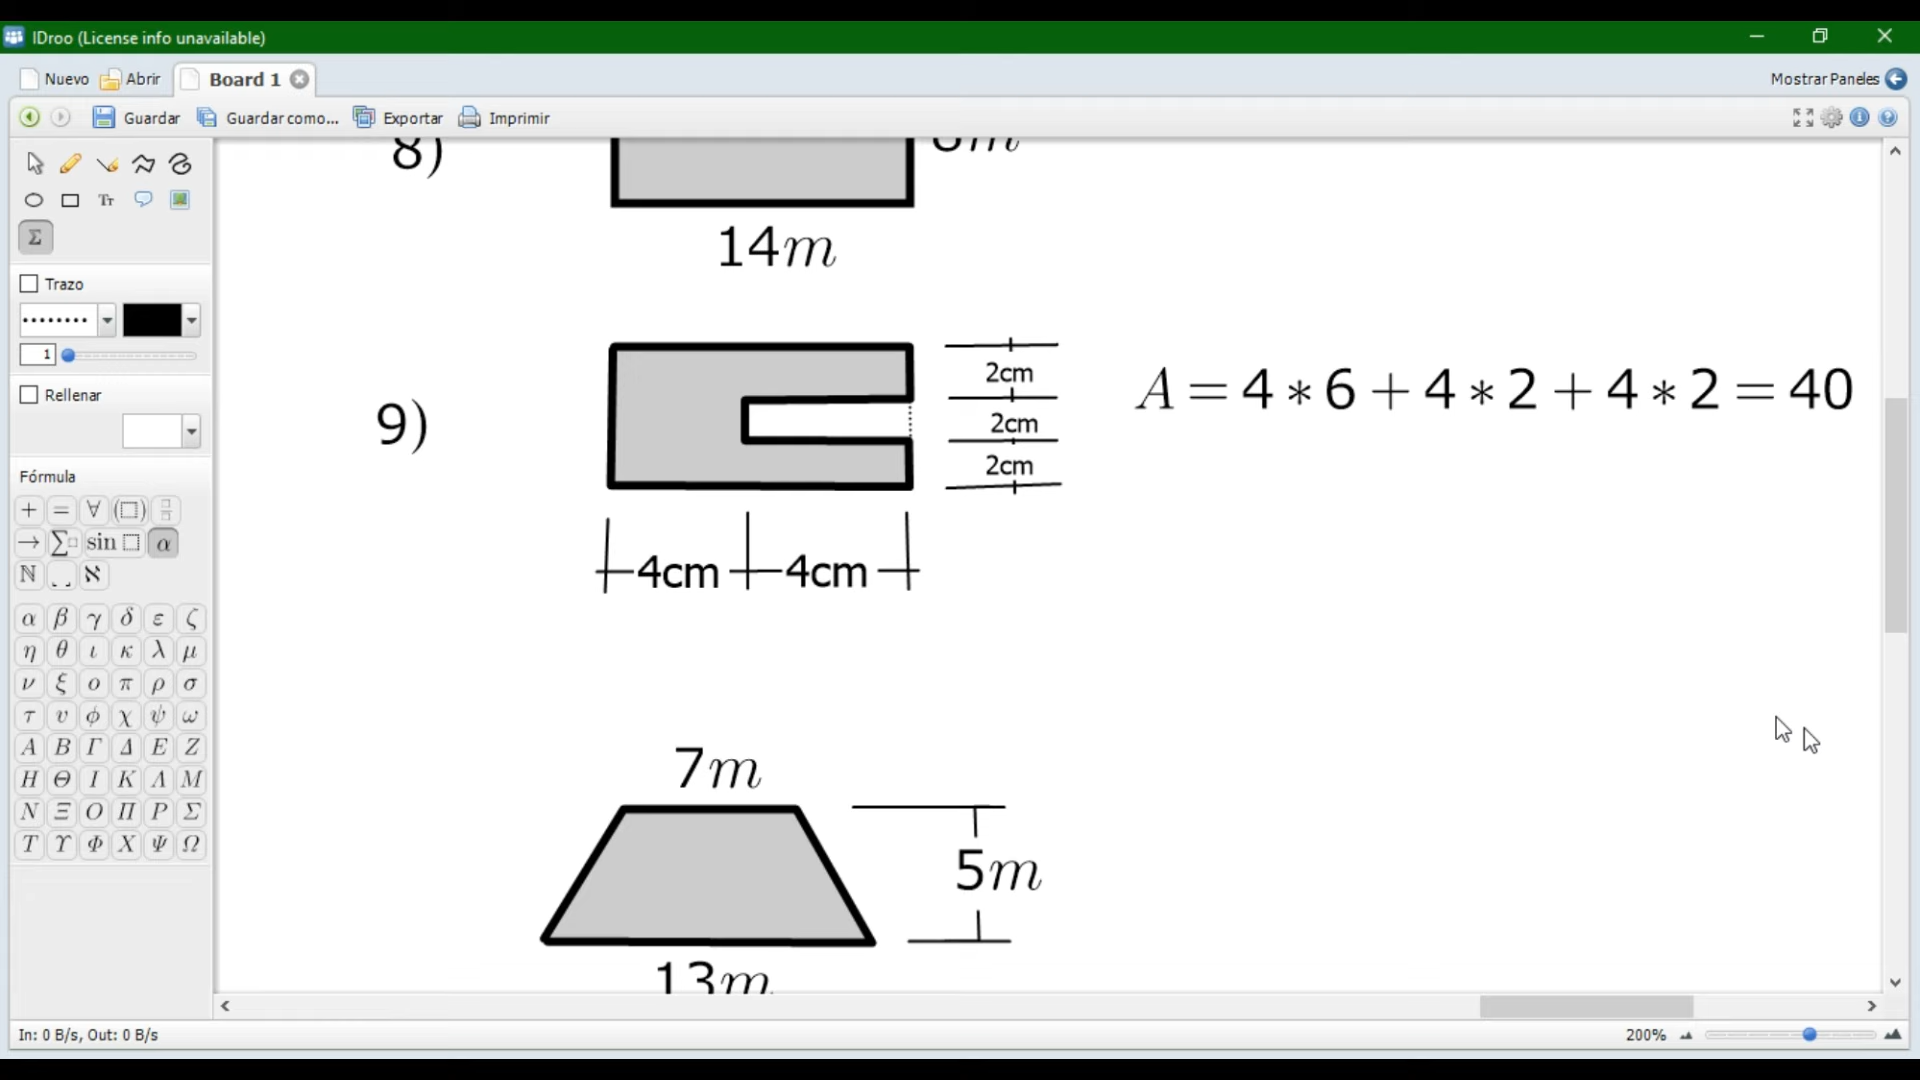 IDroo (License info unavailable)
Nuevo Abrir Board 1 Mostrar Paneles
Guardar Guardar como... Exportar Imprimir
8)
14m
Tt
Σ
Trazo
1
Rellenar
Fórmula
+ = ∀ (□) □/□
→ ∑□ sin □ α
ℕ ℵ
α β γ δ ε ζ
η θ ι κ λ μ
ν ξ ο π ρ σ
τ υ φ χ ψ ω
Α Β Γ Δ Ε Ζ
Η Θ Ι Κ Λ Μ
Ν Ξ Ο Π Ρ Σ
Τ ϒ Φ Χ Ψ Ω
9)
2cm
2cm
2cm
4cm 4cm
A = 4 * 6 + 4 * 2 + 4 * 2 = 40
7m
5m
13m
In: 0 B/s, Out: 0 B/s
200%